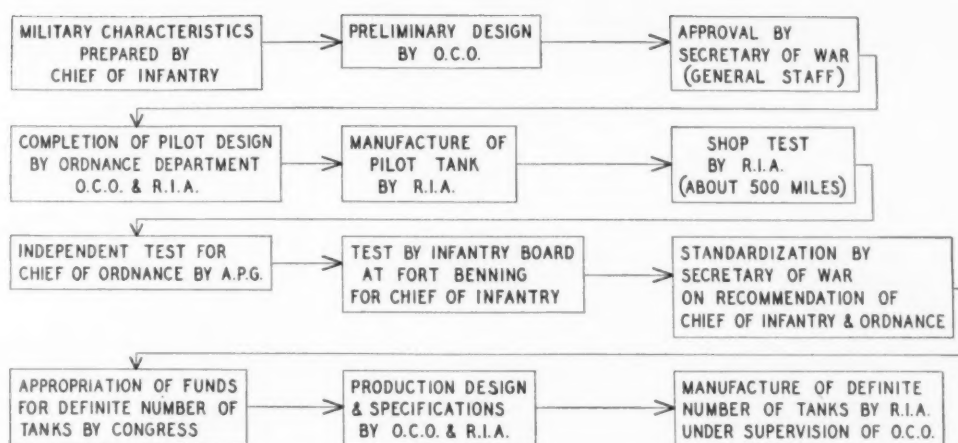 MILITARY CHARACTERISTICS
PREPARED BY
CHIEF OF INFANTRY
PRELIMINARY DESIGN
BY O.C.O.
APPROVAL BY
SECRETARY OF WAR
(GENERAL STAFF)
COMPLETION OF PILOT DESIGN
BY ORDNANCE DEPARTMENT
O.C.O. & R.I.A.
MANUFACTURE OF
PILOT TANK
BY R.I.A.
SHOP TEST
BY R.I.A.
(ABOUT 500 MILES)
INDEPENDENT TEST FOR
CHIEF OF ORDNANCE BY A.P.G.
TEST BY INFANTRY BOARD
AT FORT BENNING
FOR CHIEF OF INFANTRY
STANDARDIZATION BY
SECRETARY OF WAR
ON RECOMMENDATION OF
CHIEF OF INFANTRY & ORDNANCE
APPROPRIATION OF FUNDS
FOR DEFINITE NUMBER OF
TANKS BY CONGRESS
PRODUCTION DESIGN
& SPECIFICATIONS
BY O.C.O. & R.I.A.
MANUFACTURE OF DEFINITE
NUMBER OF TANKS BY R.I.A.
UNDER SUPERVISION OF O.C.O.